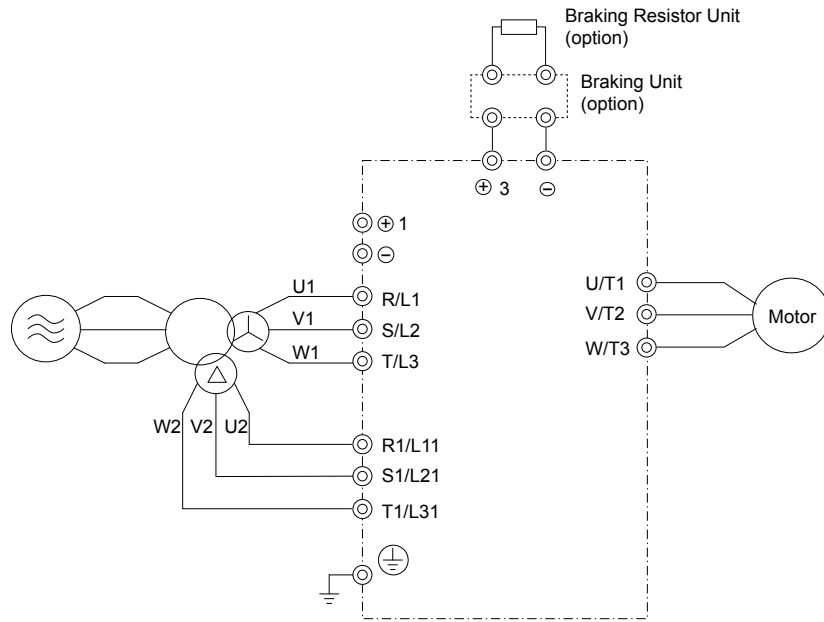 Braking Resistor Unit
(option)
Braking Unit
(option)
⊕ 3
⊖
⊕ 1
⊖
U1
R/L1
V1
S/L2
W1
T/L3
U/T1
V/T2
W/T3
Motor
W2
V2
U2
R1/L11
S1/L21
T1/L31